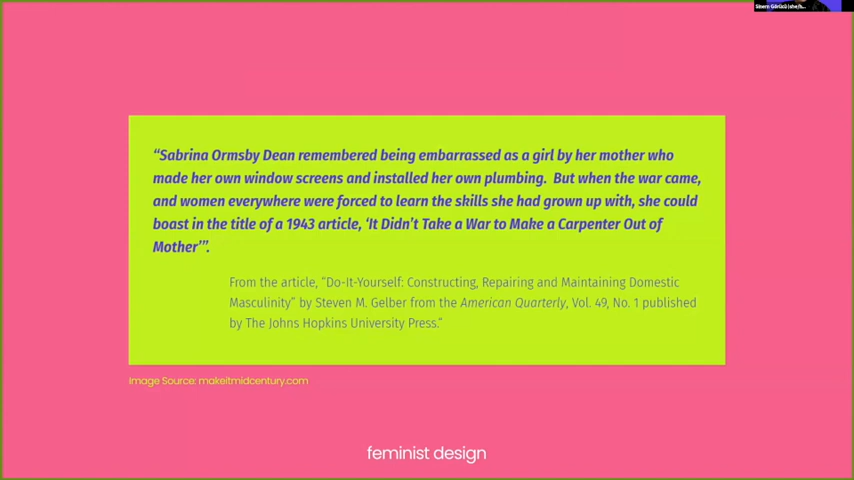 Sinem Görücü (she/h...
“Sabrina Ormsby Dean remembered being embarrassed as a girl by her mother who
made her own window screens and installed her own plumbing. But when the war came,
and women everywhere were forced to learn the skills she had grown up with, she could
boast in the title of a 1943 article, ‘It Didn’t Take a War to Make a Carpenter Out of
Mother’”.
From the article, “Do-It-Yourself: Constructing, Repairing and Maintaining Domestic
Masculinity” by Steven M. Gelber from the American Quarterly, Vol. 49, No. 1 published
by The Johns Hopkins University Press.“
Image Source: makeitmidcentury.com
feminist design